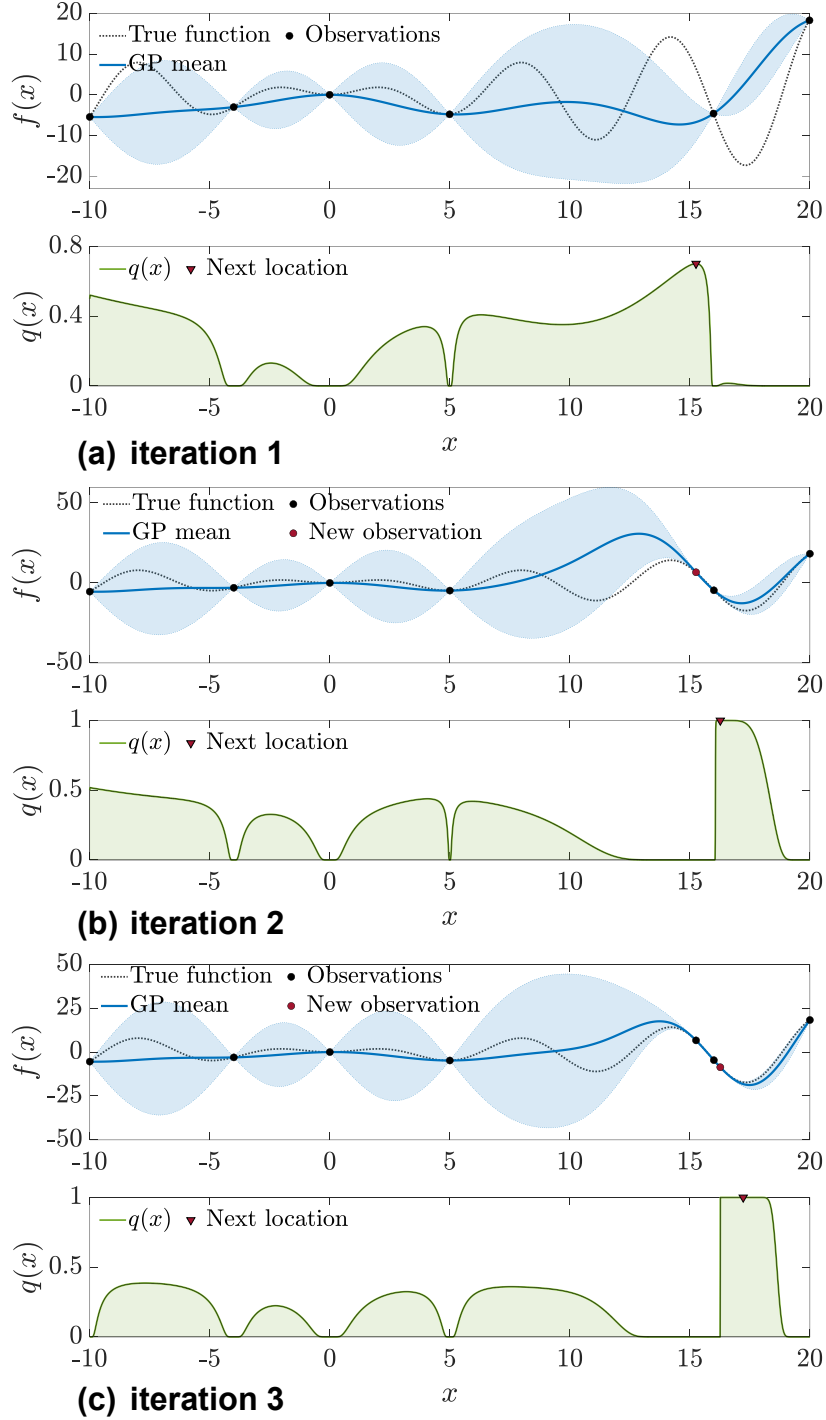 20
True function
Observations
10
GP mean
0
-10
-20
f(x)
-10 -5 0 5 10 15 20
0.8
q(x) Next location
0.4
0
q(x)
-10 -5 0 5 10 15 20
x
(a) iteration 1
50
True function
Observations
GP mean
New observation
0
-50
f(x)
-10 -5 0 5 10 15 20
1
q(x) Next location
0.5
0
q(x)
-10 -5 0 5 10 15 20
x
(b) iteration 2
50
True function
Observations
25
GP mean
New observation
0
-25
-50
f(x)
-10 -5 0 5 10 15 20
1
q(x) Next location
0.5
0
q(x)
-10 -5 0 5 10 15 20
x
(c) iteration 3